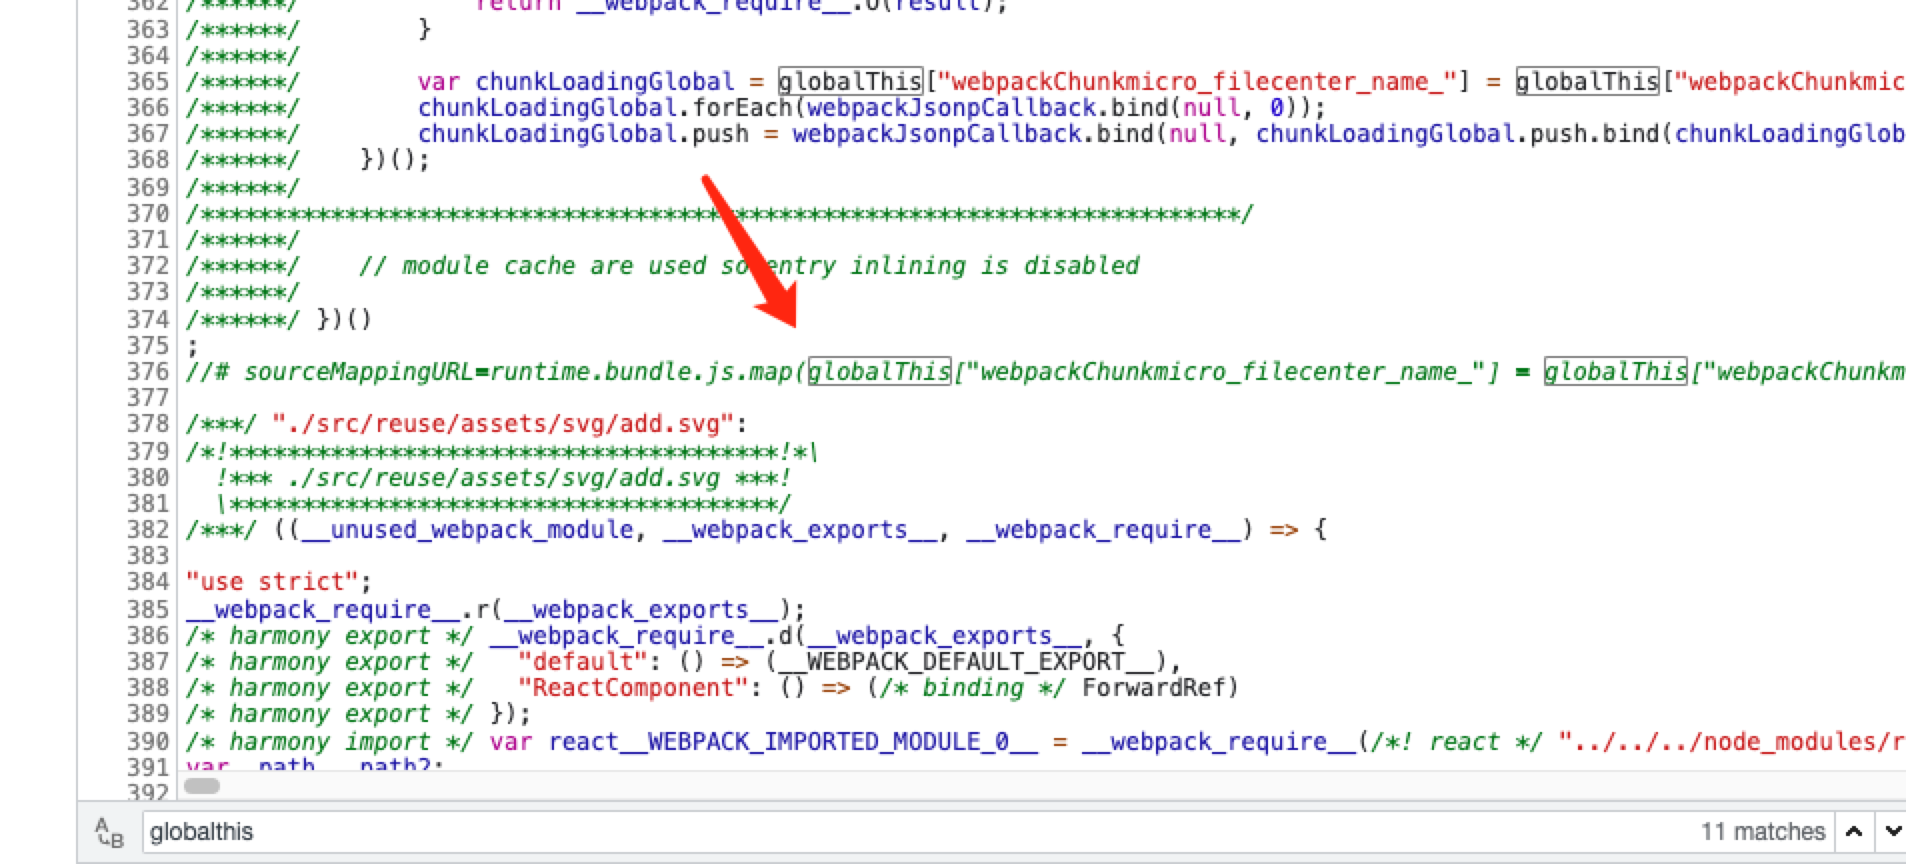 362 /******/             return __webpack_require__.O(result);
363 /******/         }
364 /******/
365 /******/         var chunkLoadingGlobal = globalThis["webpackChunkmicro_filecenter_name_"] = globalThis["webpackChunkmic
366 /******/         chunkLoadingGlobal.forEach(webpackJsonpCallback.bind(null, 0));
367 /******/         chunkLoadingGlobal.push = webpackJsonpCallback.bind(null, chunkLoadingGlobal.push.bind(chunkLoadingGlob
368 /******/     })();
369 /******/
370 /************************************************************************/
371 /******/
372 /******/     // module cache are used so entry inlining is disabled
373 /******/
374 /******/ })()
375 ;
376 //# sourceMappingURL=runtime.bundle.js.map(globalThis["webpackChunkmicro_filecenter_name_"] = globalThis["webpackChunkm
377
378 /***/ "./src/reuse/assets/svg/add.svg":
379 /*!**************************************!*\
380   !*** ./src/reuse/assets/svg/add.svg ***!
381   \**************************************/
382 /***/ ((__unused_webpack_module, __webpack_exports__, __webpack_require__) => {
383
384 "use strict";
385 __webpack_require__.r(__webpack_exports__);
386 /* harmony export */ __webpack_require__.d(__webpack_exports__, {
387 /* harmony export */   "default": () => (__WEBPACK_DEFAULT_EXPORT__),
388 /* harmony export */   "ReactComponent": () => (/* binding */ ForwardRef)
389 /* harmony export */ });
390 /* harmony import */ var react__WEBPACK_IMPORTED_MODULE_0__ = __webpack_require__(/*! react */ "../../../node_modules/r
391 var _path, _path2;
392
globalthis 11 matches